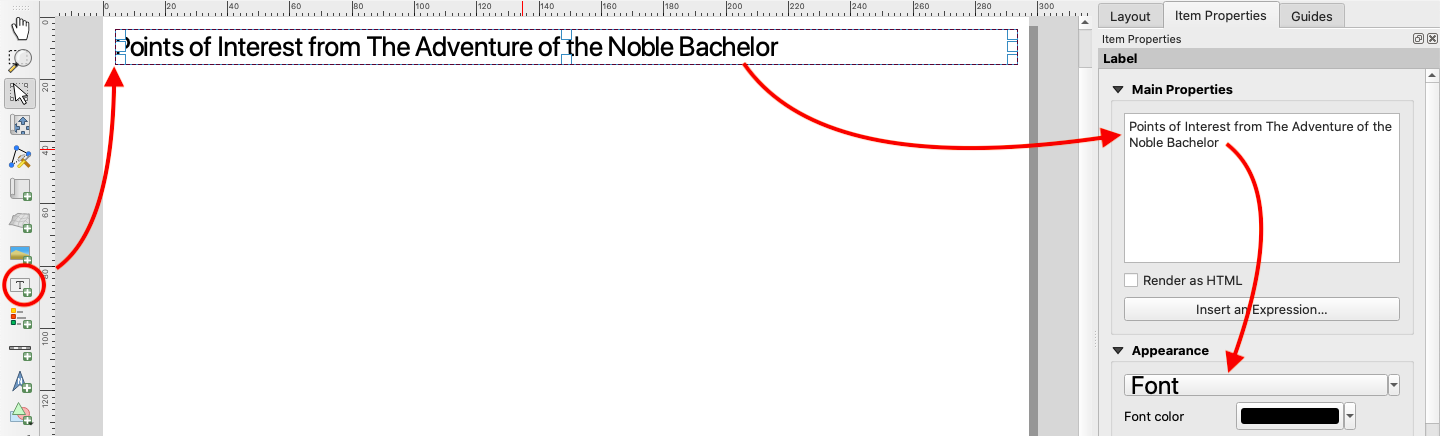 0 20 40 60 80 100 120 140 160 180 200 220 240 260 280 300
Layout
Item Properties
Guides
Item Properties
Label
Points of Interest from The Adventure of the Noble Bachelor
Main Properties
Points of Interest from The Adventure of the
Noble Bachelor
Render as HTML
Insert an Expression...
Appearance
Font
Font color
0
20
40
60
80
100
120
T